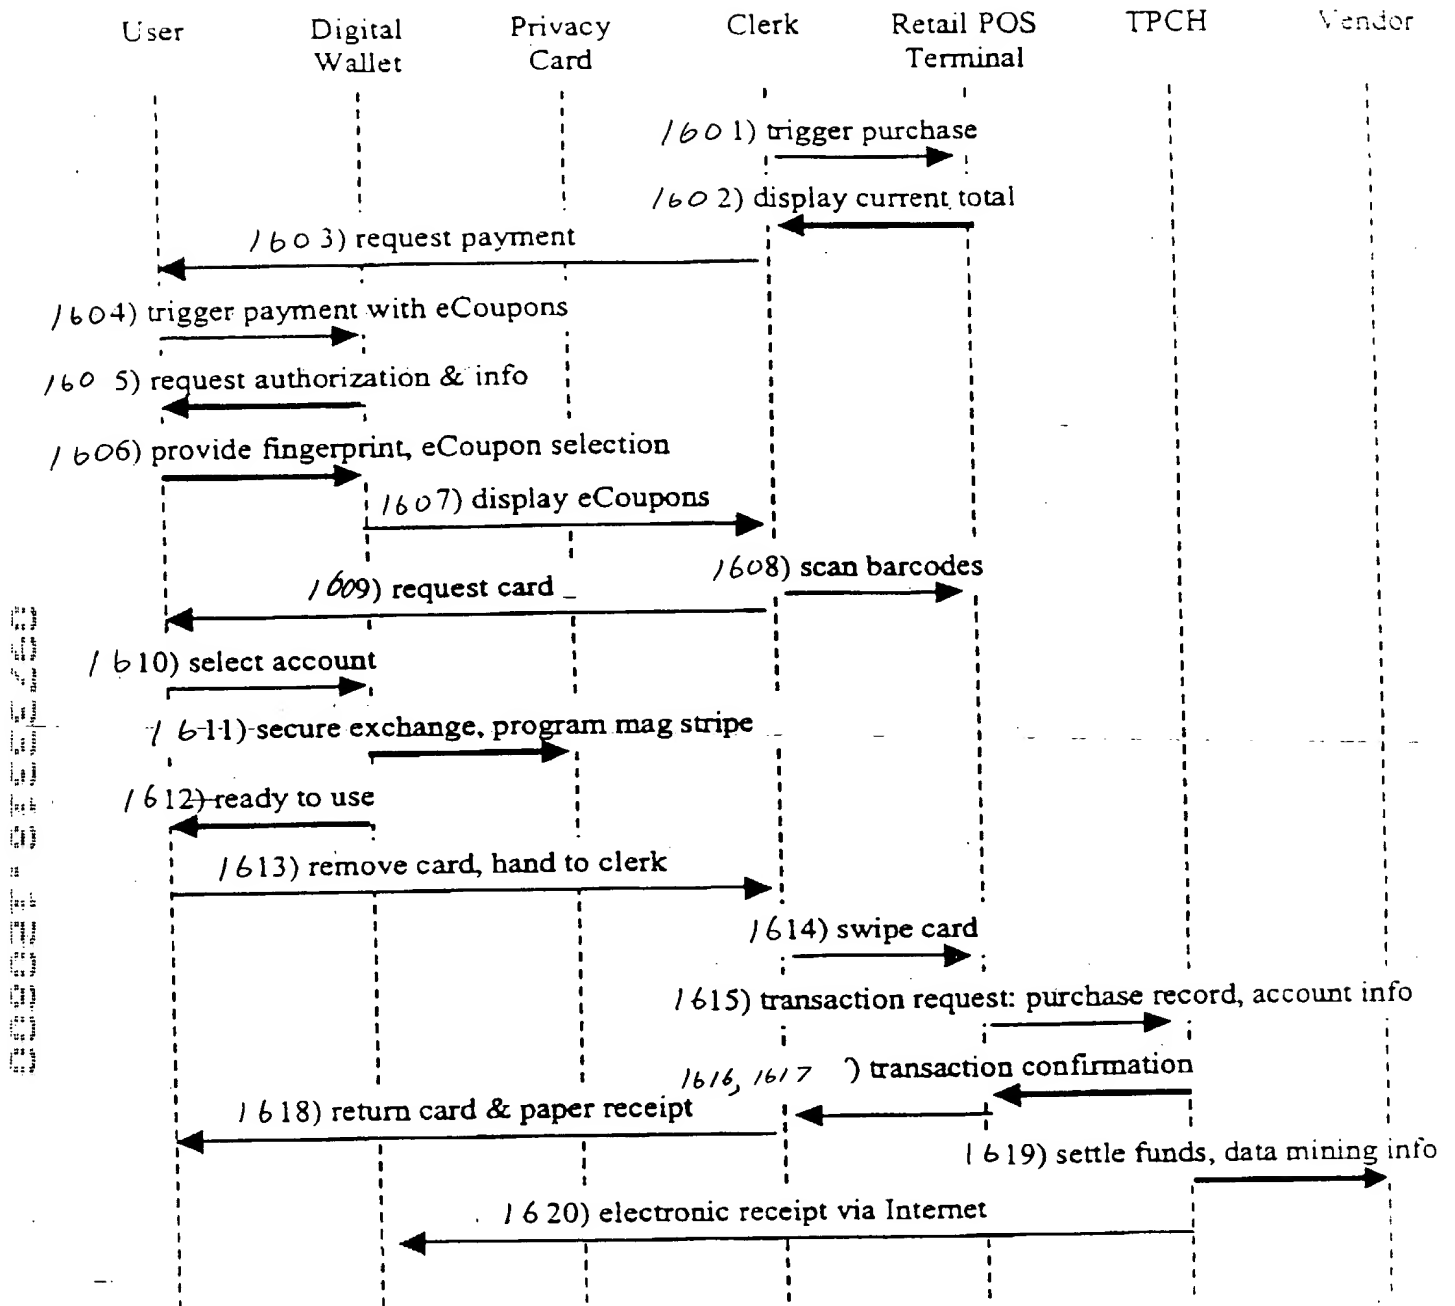 User Digital Privacy Clerk Retail POS TPCH Vendor
Wallet Card Terminal
1601) trigger purchase
1602) display current total
1603) request payment
1604) trigger payment with eCoupons
1605) request authorization & info
1606) provide fingerprint, eCoupon selection
1607) display eCoupons
1608) scan barcodes
1609) request card
1610) select account
1611) secure exchange, program mag stripe
1612) ready to use
1613) remove card, hand to clerk
1614) swipe card
1615) transaction request: purchase record, account info
1616, 1617 ) transaction confirmation
1618) return card & paper receipt
1619) settle funds, data mining info
1620) electronic receipt via Internet